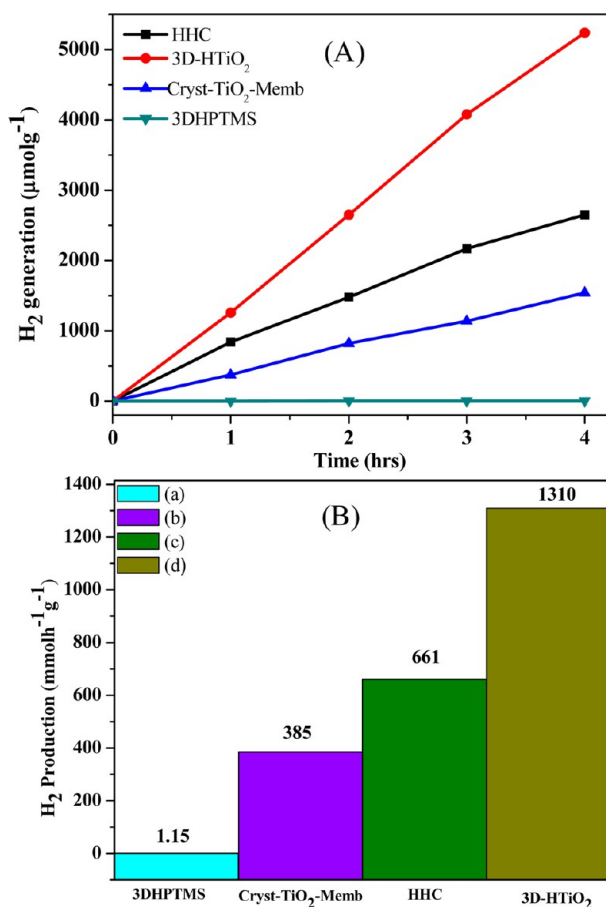 (A)
HHC
3D-HTiO₂
Cryst-TiO₂-Memb
3DHPTMS
H₂ generation (μmolg⁻¹)
5000
4000
3000
2000
1000
0
0 1 2 3 4
Time (hrs)
(B)
(a)
(b)
(c)
(d)
H₂ Production (mmolh⁻¹g⁻¹)
1400
1200
1000
800
600
400
200
0
1.15
385
661
1310
3DHPTMS Cryst-TiO₂-Memb HHC 3D-HTiO₂